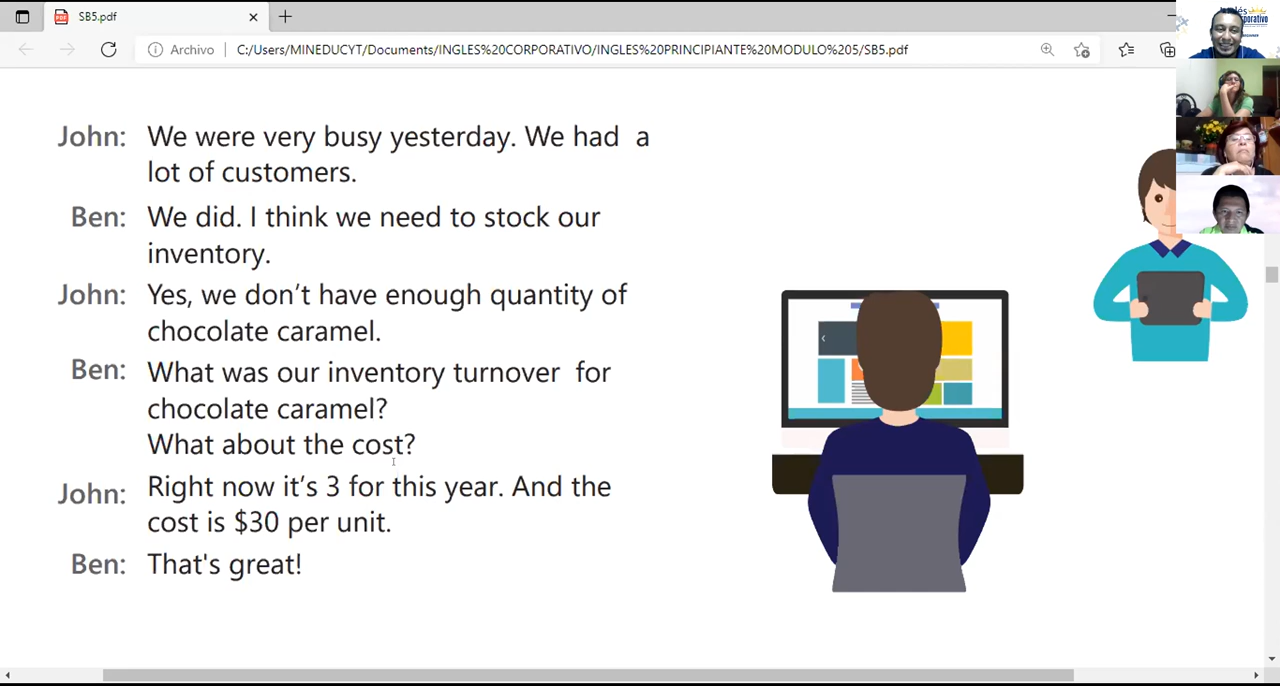 SB5.pdf
Archivo C:/Users/MINEDUCYT/Documents/INGLES%20CORPORATIVO/INGLES%20PRINCIPIANTE%20MODULO%205/SB5.pdf
John: We were very busy yesterday. We had a
lot of customers.
Ben: We did. I think we need to stock our
inventory.
John: Yes, we don't have enough quantity of
chocolate caramel.
Ben: What was our inventory turnover for
chocolate caramel?
What about the cost?
John: Right now it's 3 for this year. And the
cost is $30 per unit.
Ben: That's great!